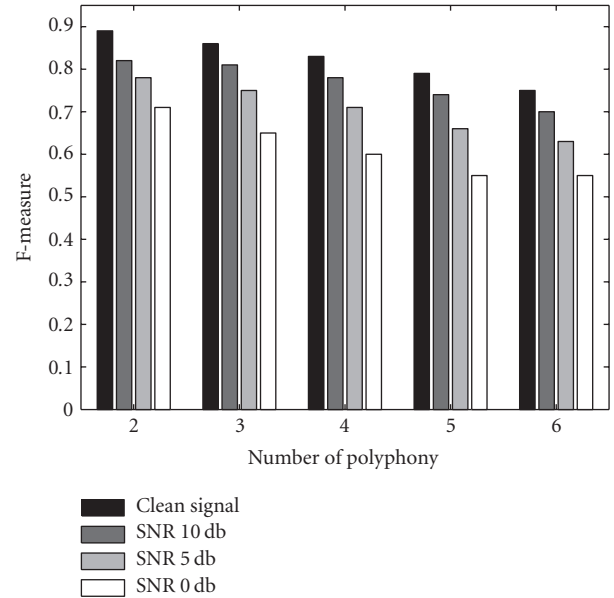 0.9
0.8
0.7
0.6
0.5
0.4
0.3
0.2
0.1
0
F-measure
2 3 4 5 6
Number of polyphony
Clean signal
SNR 10 db
SNR 5 db
SNR 0 db